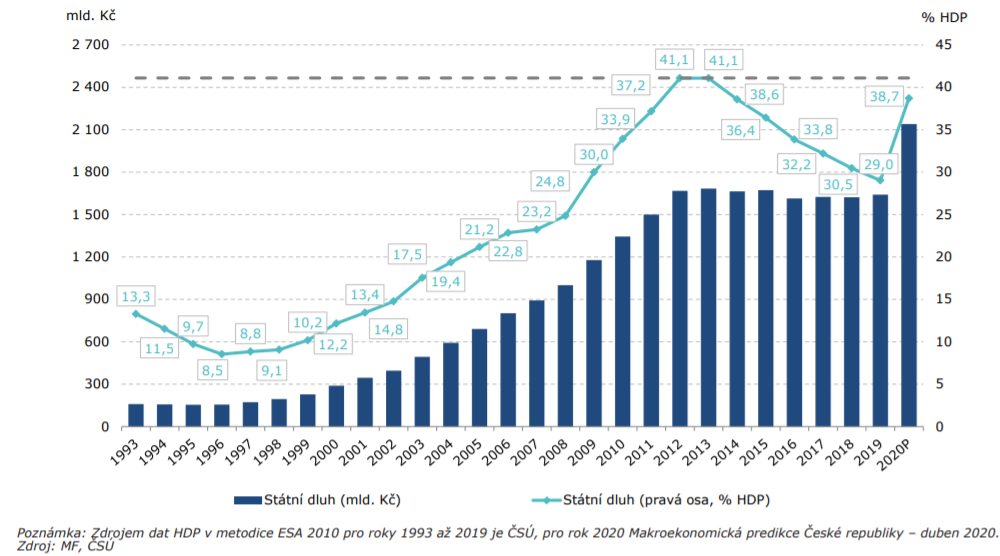 mld. Kč % HDP
2 700 45
2 400 40
2 100 35
1 800 30
1 500 25
1 200 20
900 15
600 10
300 5
0 0
13,3 11,5 9,7 8,5 8,8 9,1 10,2 12,2 13,4 14,8 17,5 19,4 21,2 22,8 23,2 24,8 30,0 33,9 37,2 41,1 41,1 36,4 38,6 32,2 33,8 30,5 29,0 38,7
1993 1994 1995 1996 1997 1998 1999 2000 2001 2002 2003 2004 2005 2006 2007 2008 2009 2010 2011 2012 2013 2014 2015 2016 2017 2018 2019 2020P
Státní dluh (mld. Kč) Státní dluh (pravá osa, % HDP)
Poznámka: Zdrojem dat HDP v metodice ESA 2010 pro roky 1993 až 2019 je ČSÚ, pro rok 2020 Makroekonomická predikce České republiky – duben 2020.
Zdroj: MF, ČSÚ